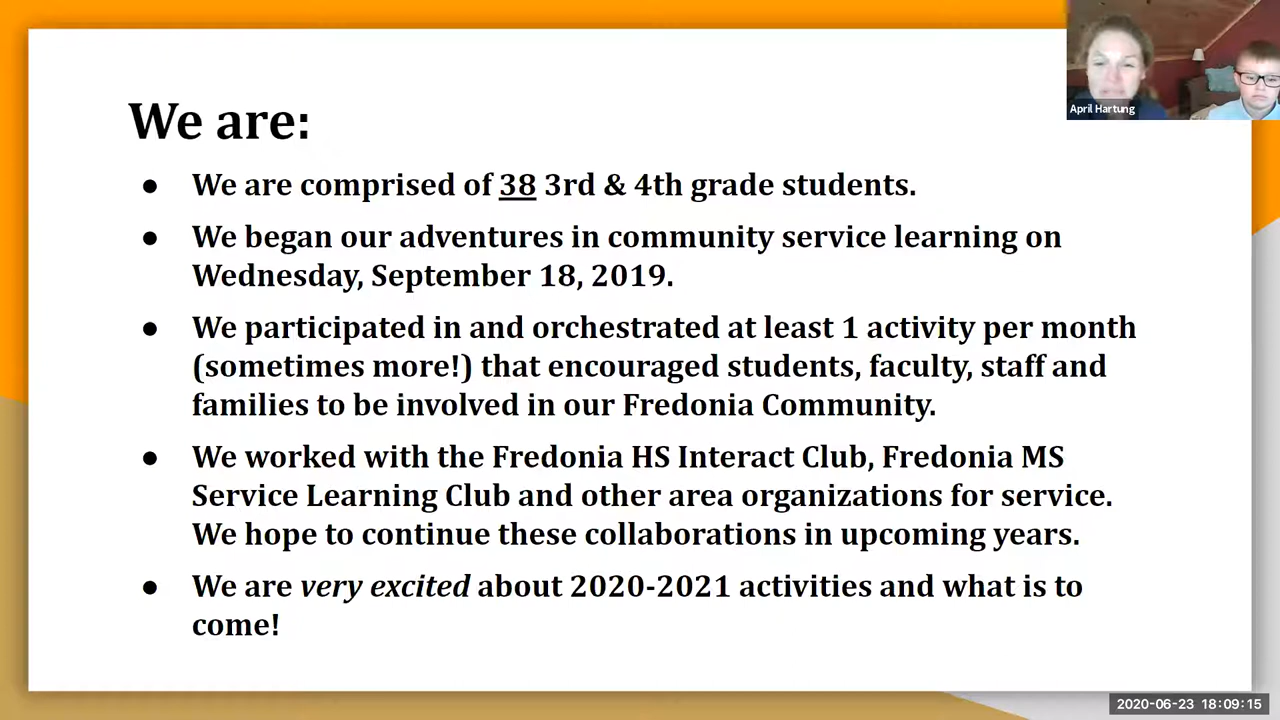 We are:
● We are comprised of 38 3rd & 4th grade students.
● We began our adventures in community service learning on
Wednesday, September 18, 2019.
● We participated in and orchestrated at least 1 activity per month
(sometimes more!) that encouraged students, faculty, staff and
families to be involved in our Fredonia Community.
● We worked with the Fredonia HS Interact Club, Fredonia MS
Service Learning Club and other area organizations for service.
We hope to continue these collaborations in upcoming years.
● We are very excited about 2020-2021 activities and what is to
come!
April Hartung
2020-06-23 18:09:15